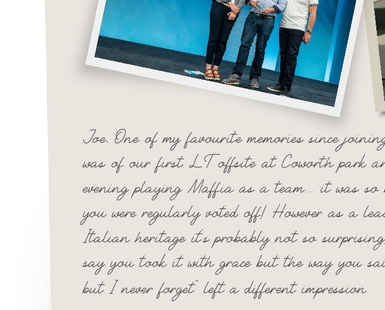 Joe. One of my favourite memories since joining
was of our first LT offsite at Coworth park an
evening playing Maffia as a team.... it was so
you were regularly voted off! However as a lea
Italian heritage it's probably not so surprising
say you took it with grace but the way you sai
but I never forget" left a different impression.